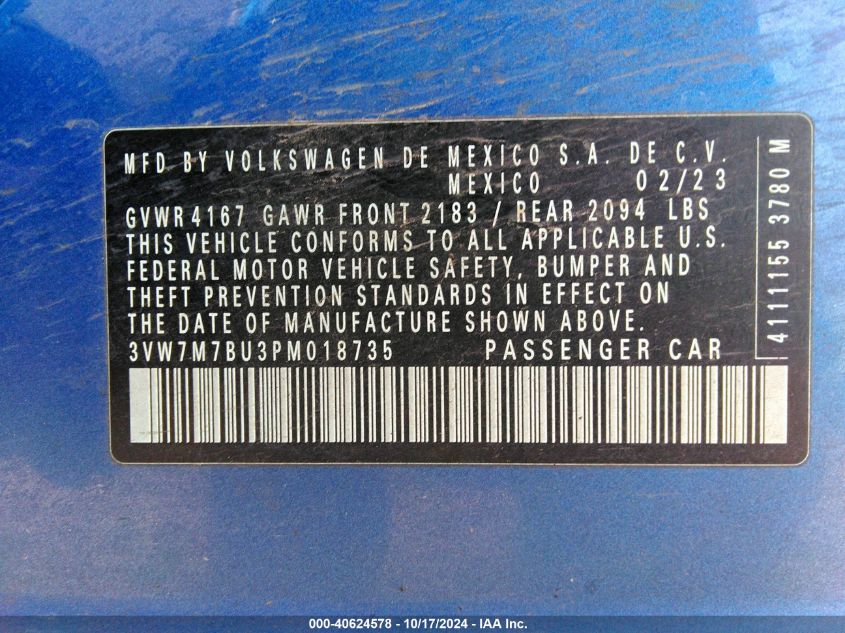 MFD BY VOLKSWAGEN DE MEXICO S.A. DE C.V.
MEXICO 02/23
GVWR 4167 GAWR FRONT 2183 / REAR 2094 LBS
THIS VEHICLE CONFORMS TO ALL APPLICABLE U.S.
FEDERAL MOTOR VEHICLE SAFETY, BUMPER AND
THEFT PREVENTION STANDARDS IN EFFECT ON
THE DATE OF MANUFACTURE SHOWN ABOVE.
3VW7M7BU3PM018735 PASSENGER CAR
4111155 3780 M
000-40624578 - 10/17/2024 - IAA Inc.